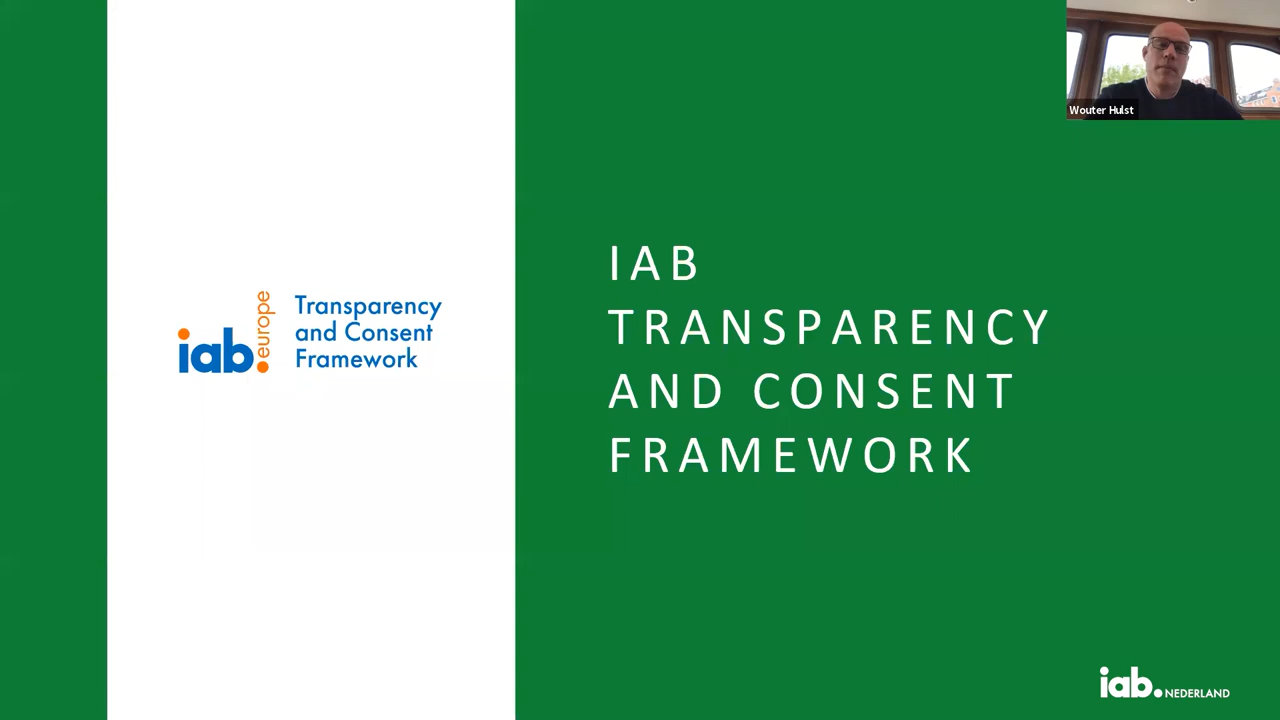 Wouter Hulst
iab.europe
Transparency
and Consent
Framework
IAB
TRANSPARENCY
AND CONSENT
FRAMEWORK
iab.NEDERLAND